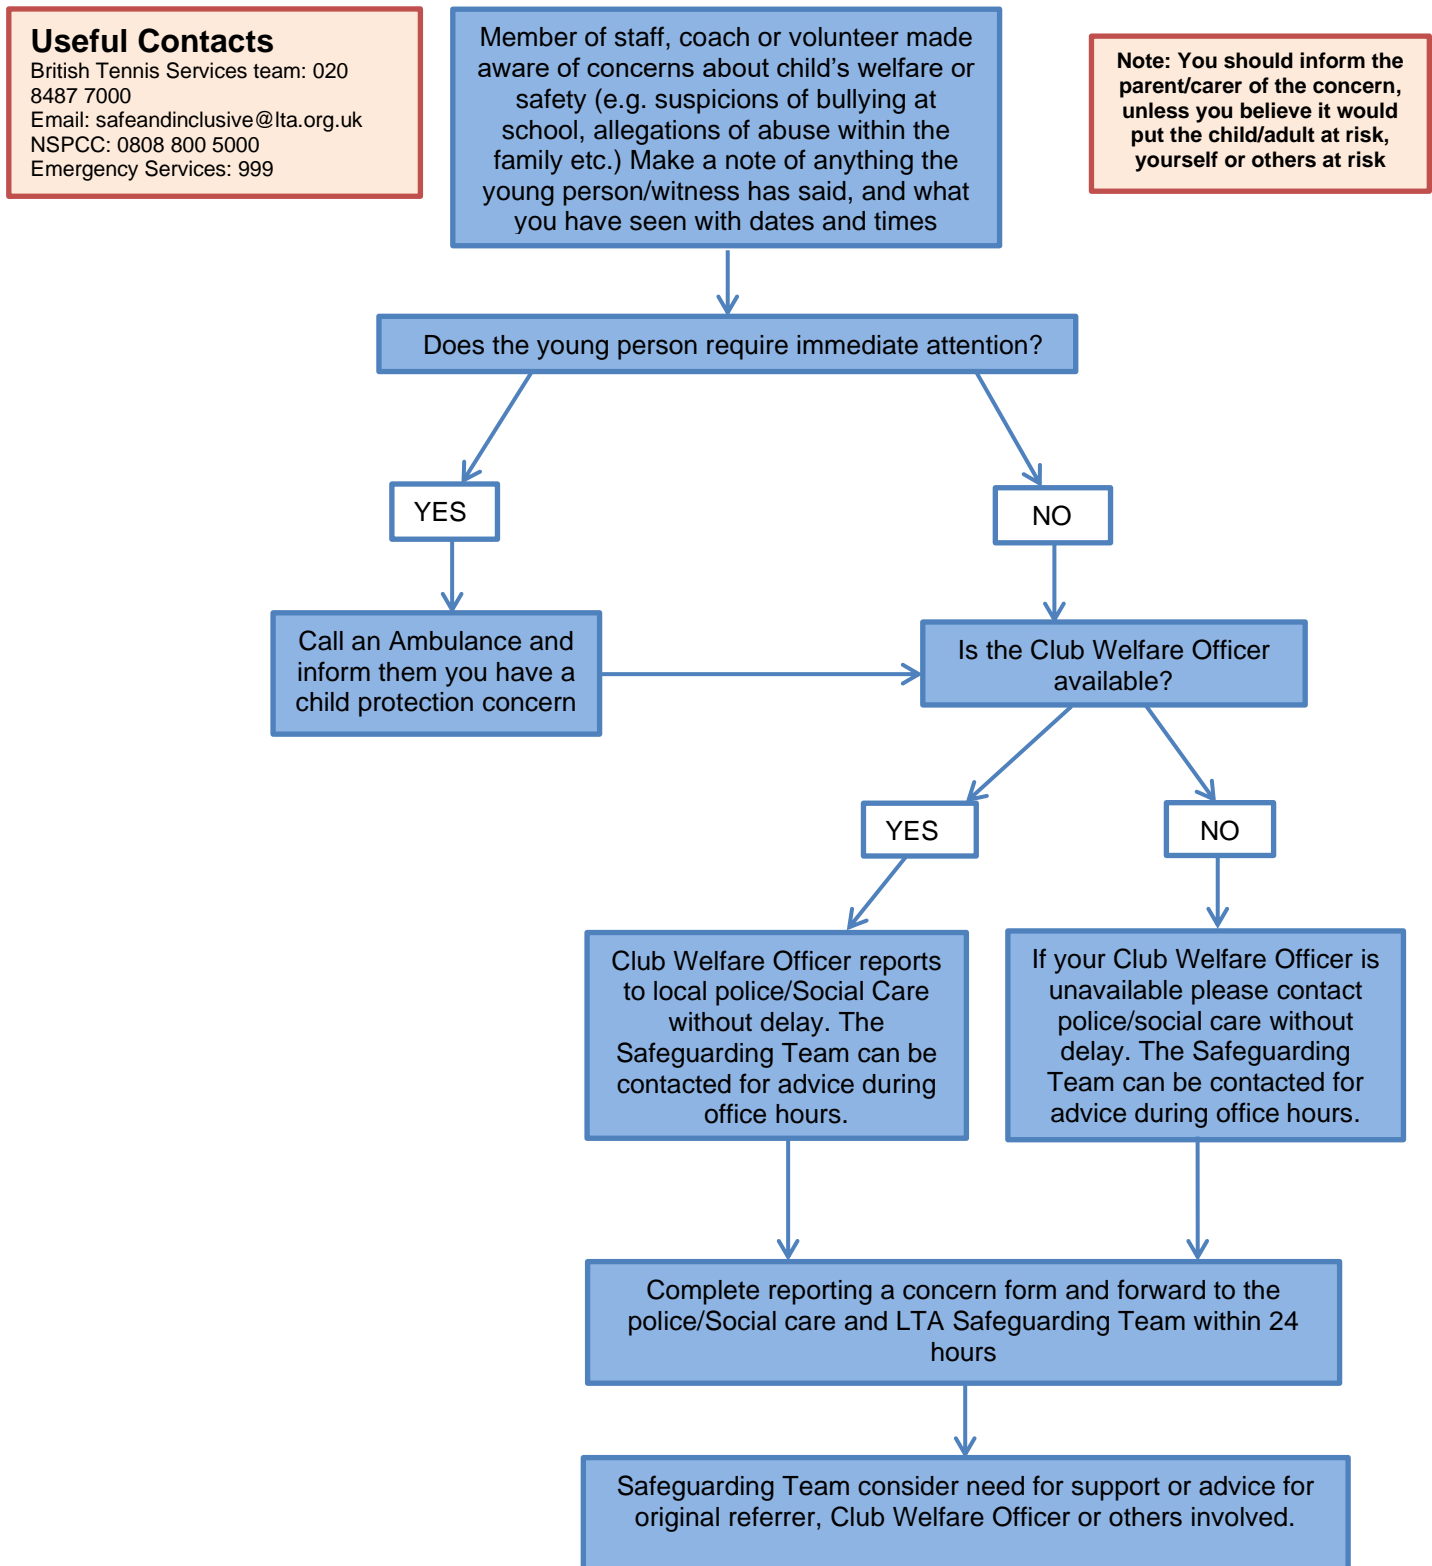 Useful Contacts
British Tennis Services team: 020
8487 7000
Email: safeandinclusive@lta.org.uk
NSPCC: 0808 800 5000
Emergency Services: 999
Member of staff, coach or volunteer made
aware of concerns about child’s welfare or
safety (e.g. suspicions of bullying at
school, allegations of abuse within the
family etc.) Make a note of anything the
young person/witness has said, and what
you have seen with dates and times
Note: You should inform the
parent/carer of the concern,
unless you believe it would
put the child/adult at risk,
yourself or others at risk
Does the young person require immediate attention?
YES
NO
Call an Ambulance and
inform them you have a
child protection concern
Is the Club Welfare Officer
available?
YES
NO
Club Welfare Officer reports
to local police/Social Care
without delay. The
Safeguarding Team can be
contacted for advice during
office hours.
If your Club Welfare Officer is
unavailable please contact
police/social care without
delay. The Safeguarding
Team can be contacted for
advice during office hours.
Complete reporting a concern form and forward to the
police/Social care and LTA Safeguarding Team within 24
hours
Safeguarding Team consider need for support or advice for
original referrer, Club Welfare Officer or others involved.